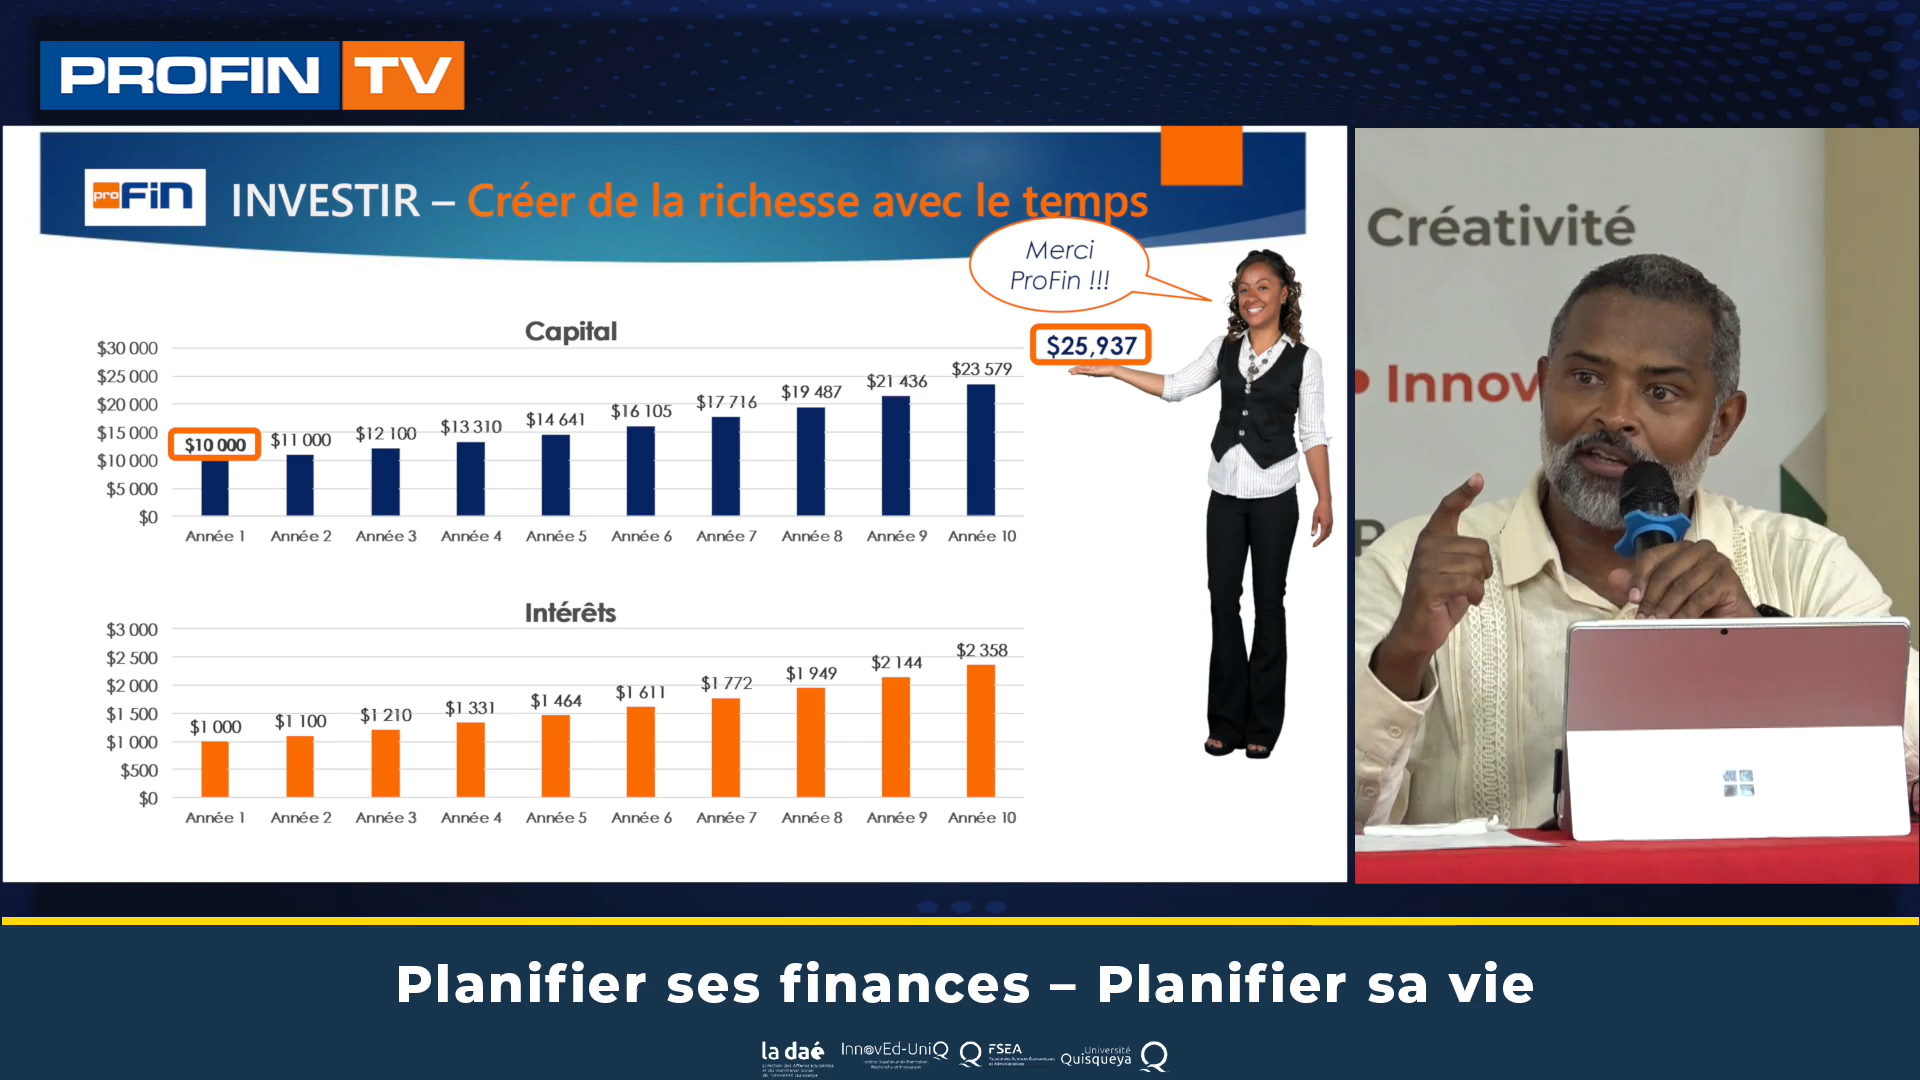 PROFIN TV
proFin INVESTIR – Créer de la richesse avec le temps
Merci
ProFin !!!
$25,937
Capital
$30 000
$25 000
$20 000
$15 000
$10 000
$5 000
$0
$10 000 $11 000 $12 100 $13 310 $14 641 $16 105 $17 716 $19 487 $21 436 $23 579
Année 1 Année 2 Année 3 Année 4 Année 5 Année 6 Année 7 Année 8 Année 9 Année 10
Intérêts
$3 000
$2 500
$2 000
$1 500
$1 000
$500
$0
$1 000 $1 100 $1 210 $1 331 $1 464 $1 611 $1 772 $1 949 $2 144 $2 358
Année 1 Année 2 Année 3 Année 4 Année 5 Année 6 Année 7 Année 8 Année 9 Année 10
Créativité
• Innov
P
Planifier ses finances – Planifier sa vie
la daé InnovEd-UniQ FSEA Université Quisqueya